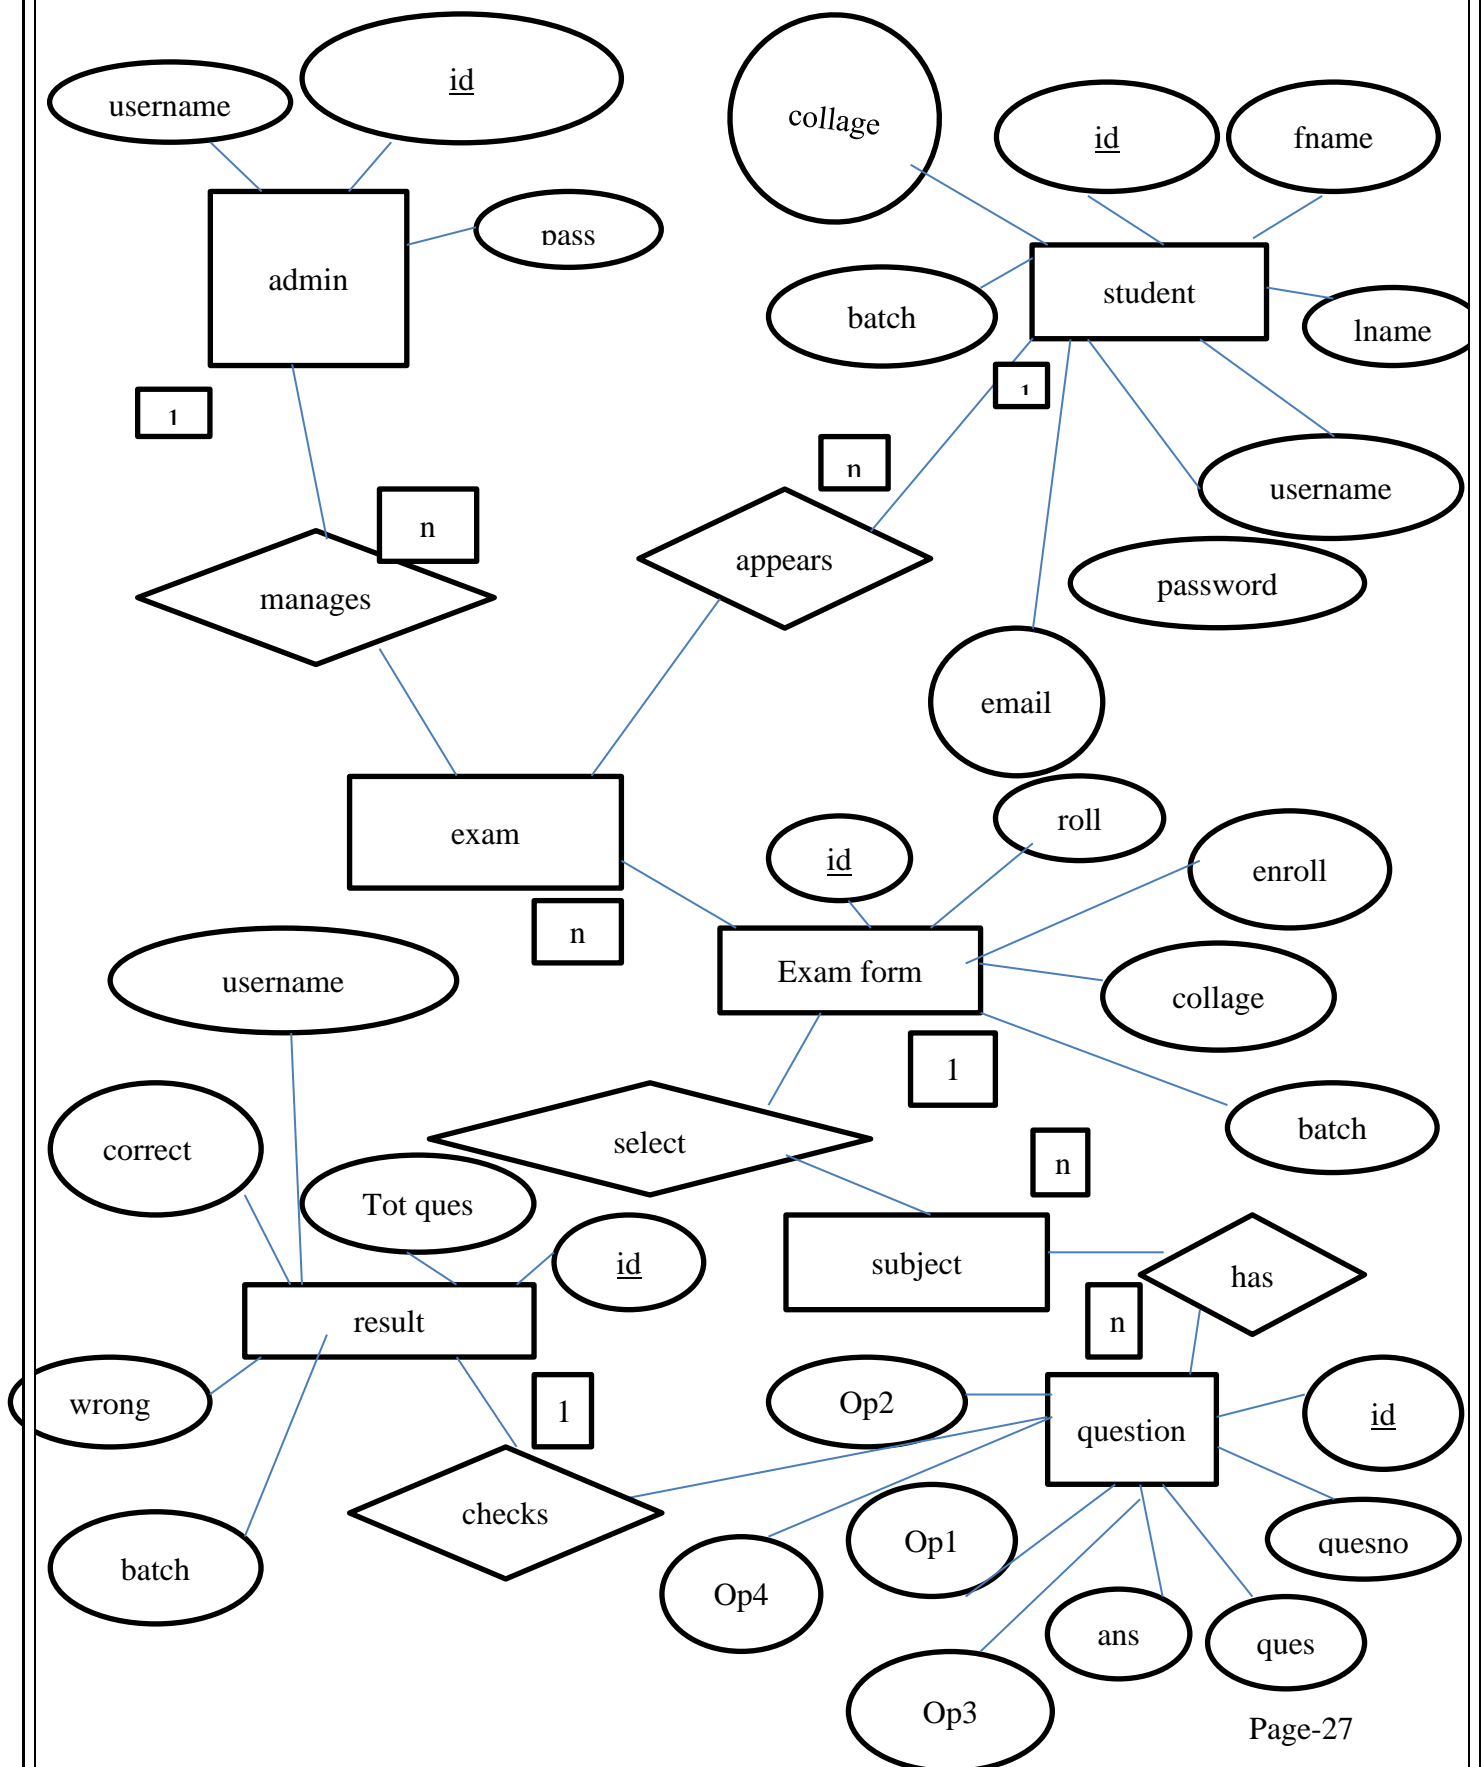 id
username
collage
id
fname
pass
admin
student
batch
lname
1
1
n
username
n
appears
password
manages
email
roll
exam
id
enroll
n
Exam form
username
collage
1
batch
select
correct
n
Tot ques
subject
id
has
result
n
Op2
wrong
1
id
question
checks
Op1
quesno
batch
Op4
ans
ques
Op3
Page-27